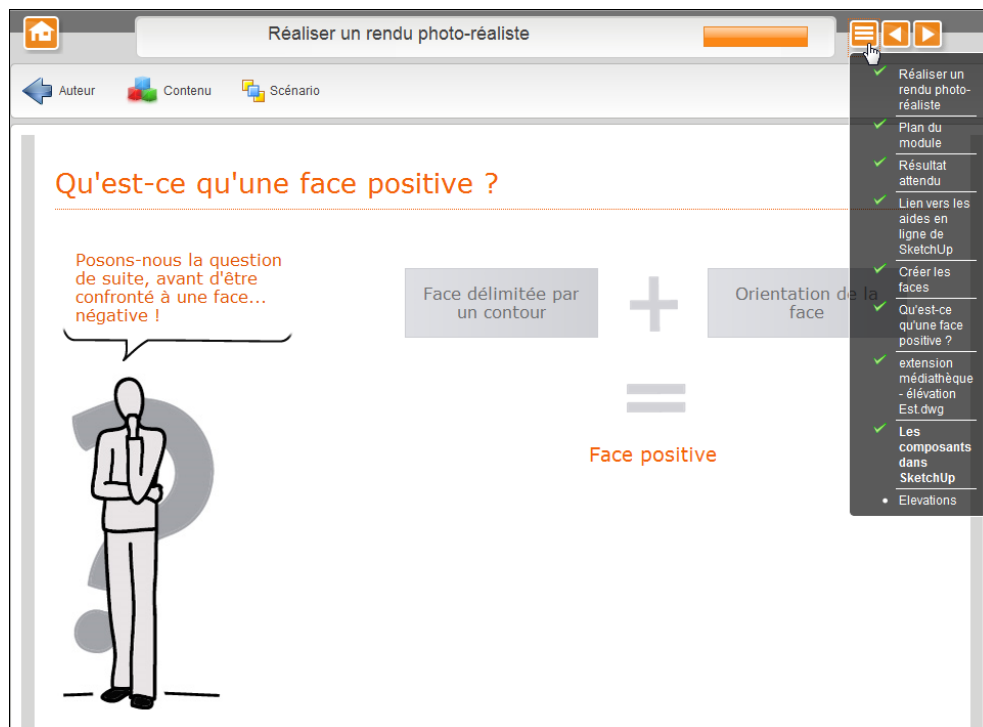 Réaliser un rendu photo-réaliste
Auteur
Contenu
Scénario
Qu'est-ce qu'une face positive ?
Posons-nous la question
de suite, avant d'être
confronté à une face...
négative !
Face délimitée par
un contour
+
Orientation de la
face
=
Face positive
?
Réaliser un
rendu photo-
réaliste
Plan du
module
Résultat
attendu
Lien vers les
aides en
ligne de
SketchUp
Créer les
faces
Qu'est-ce
qu'une face
positive ?
extension
médiathèque
- élévation
Est.dwg
Les
composants
dans
SketchUp
Elevations